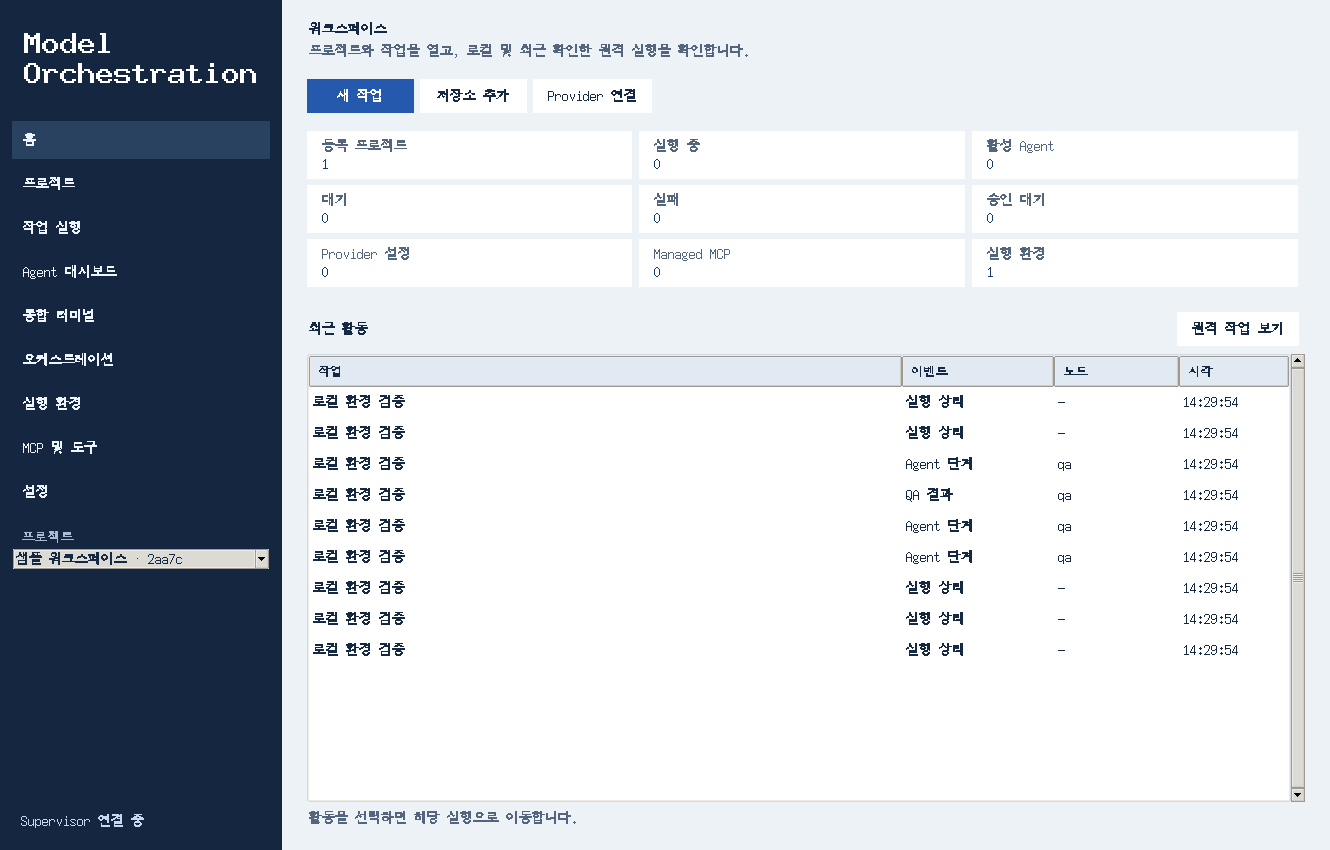 Model
Orchestration
홈
프로젝트
작업 실행
Agent 대시보드
통합 터미널
오케스트레이션
실행 환경
MCP 및 도구
설정
프로젝트
샘플 워크스페이스 · 2aa7c
Supervisor 연결 중
워크스페이스
프로젝트와 작업을 열고, 로컬 및 최근 확인한 원격 실행을 확인합니다.
새 작업 저장소 추가 Provider 연결
등록 프로젝트 실행 중 활성 Agent
1 0 0
대기 실패 승인 대기
0 0 0
Provider 설정 Managed MCP 실행 환경
0 0 1
최근 활동 원격 작업 보기
작업 이벤트 노드 시각
로컬 환경 검증 실행 상태 — 14:29:54
로컬 환경 검증 실행 상태 — 14:29:54
로컬 환경 검증 Agent 단계 qa 14:29:54
로컬 환경 검증 QA 결과 qa 14:29:54
로컬 환경 검증 Agent 단계 qa 14:29:54
로컬 환경 검증 Agent 단계 qa 14:29:54
로컬 환경 검증 실행 상태 — 14:29:54
로컬 환경 검증 실행 상태 — 14:29:54
로컬 환경 검증 실행 상태 — 14:29:54
활동을 선택하면 해당 실행으로 이동합니다.